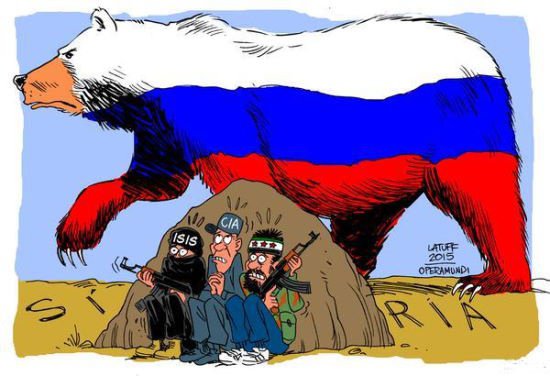 CIA
ISIS
LATUFF
2015
OPERAMUNDI
SI RIA